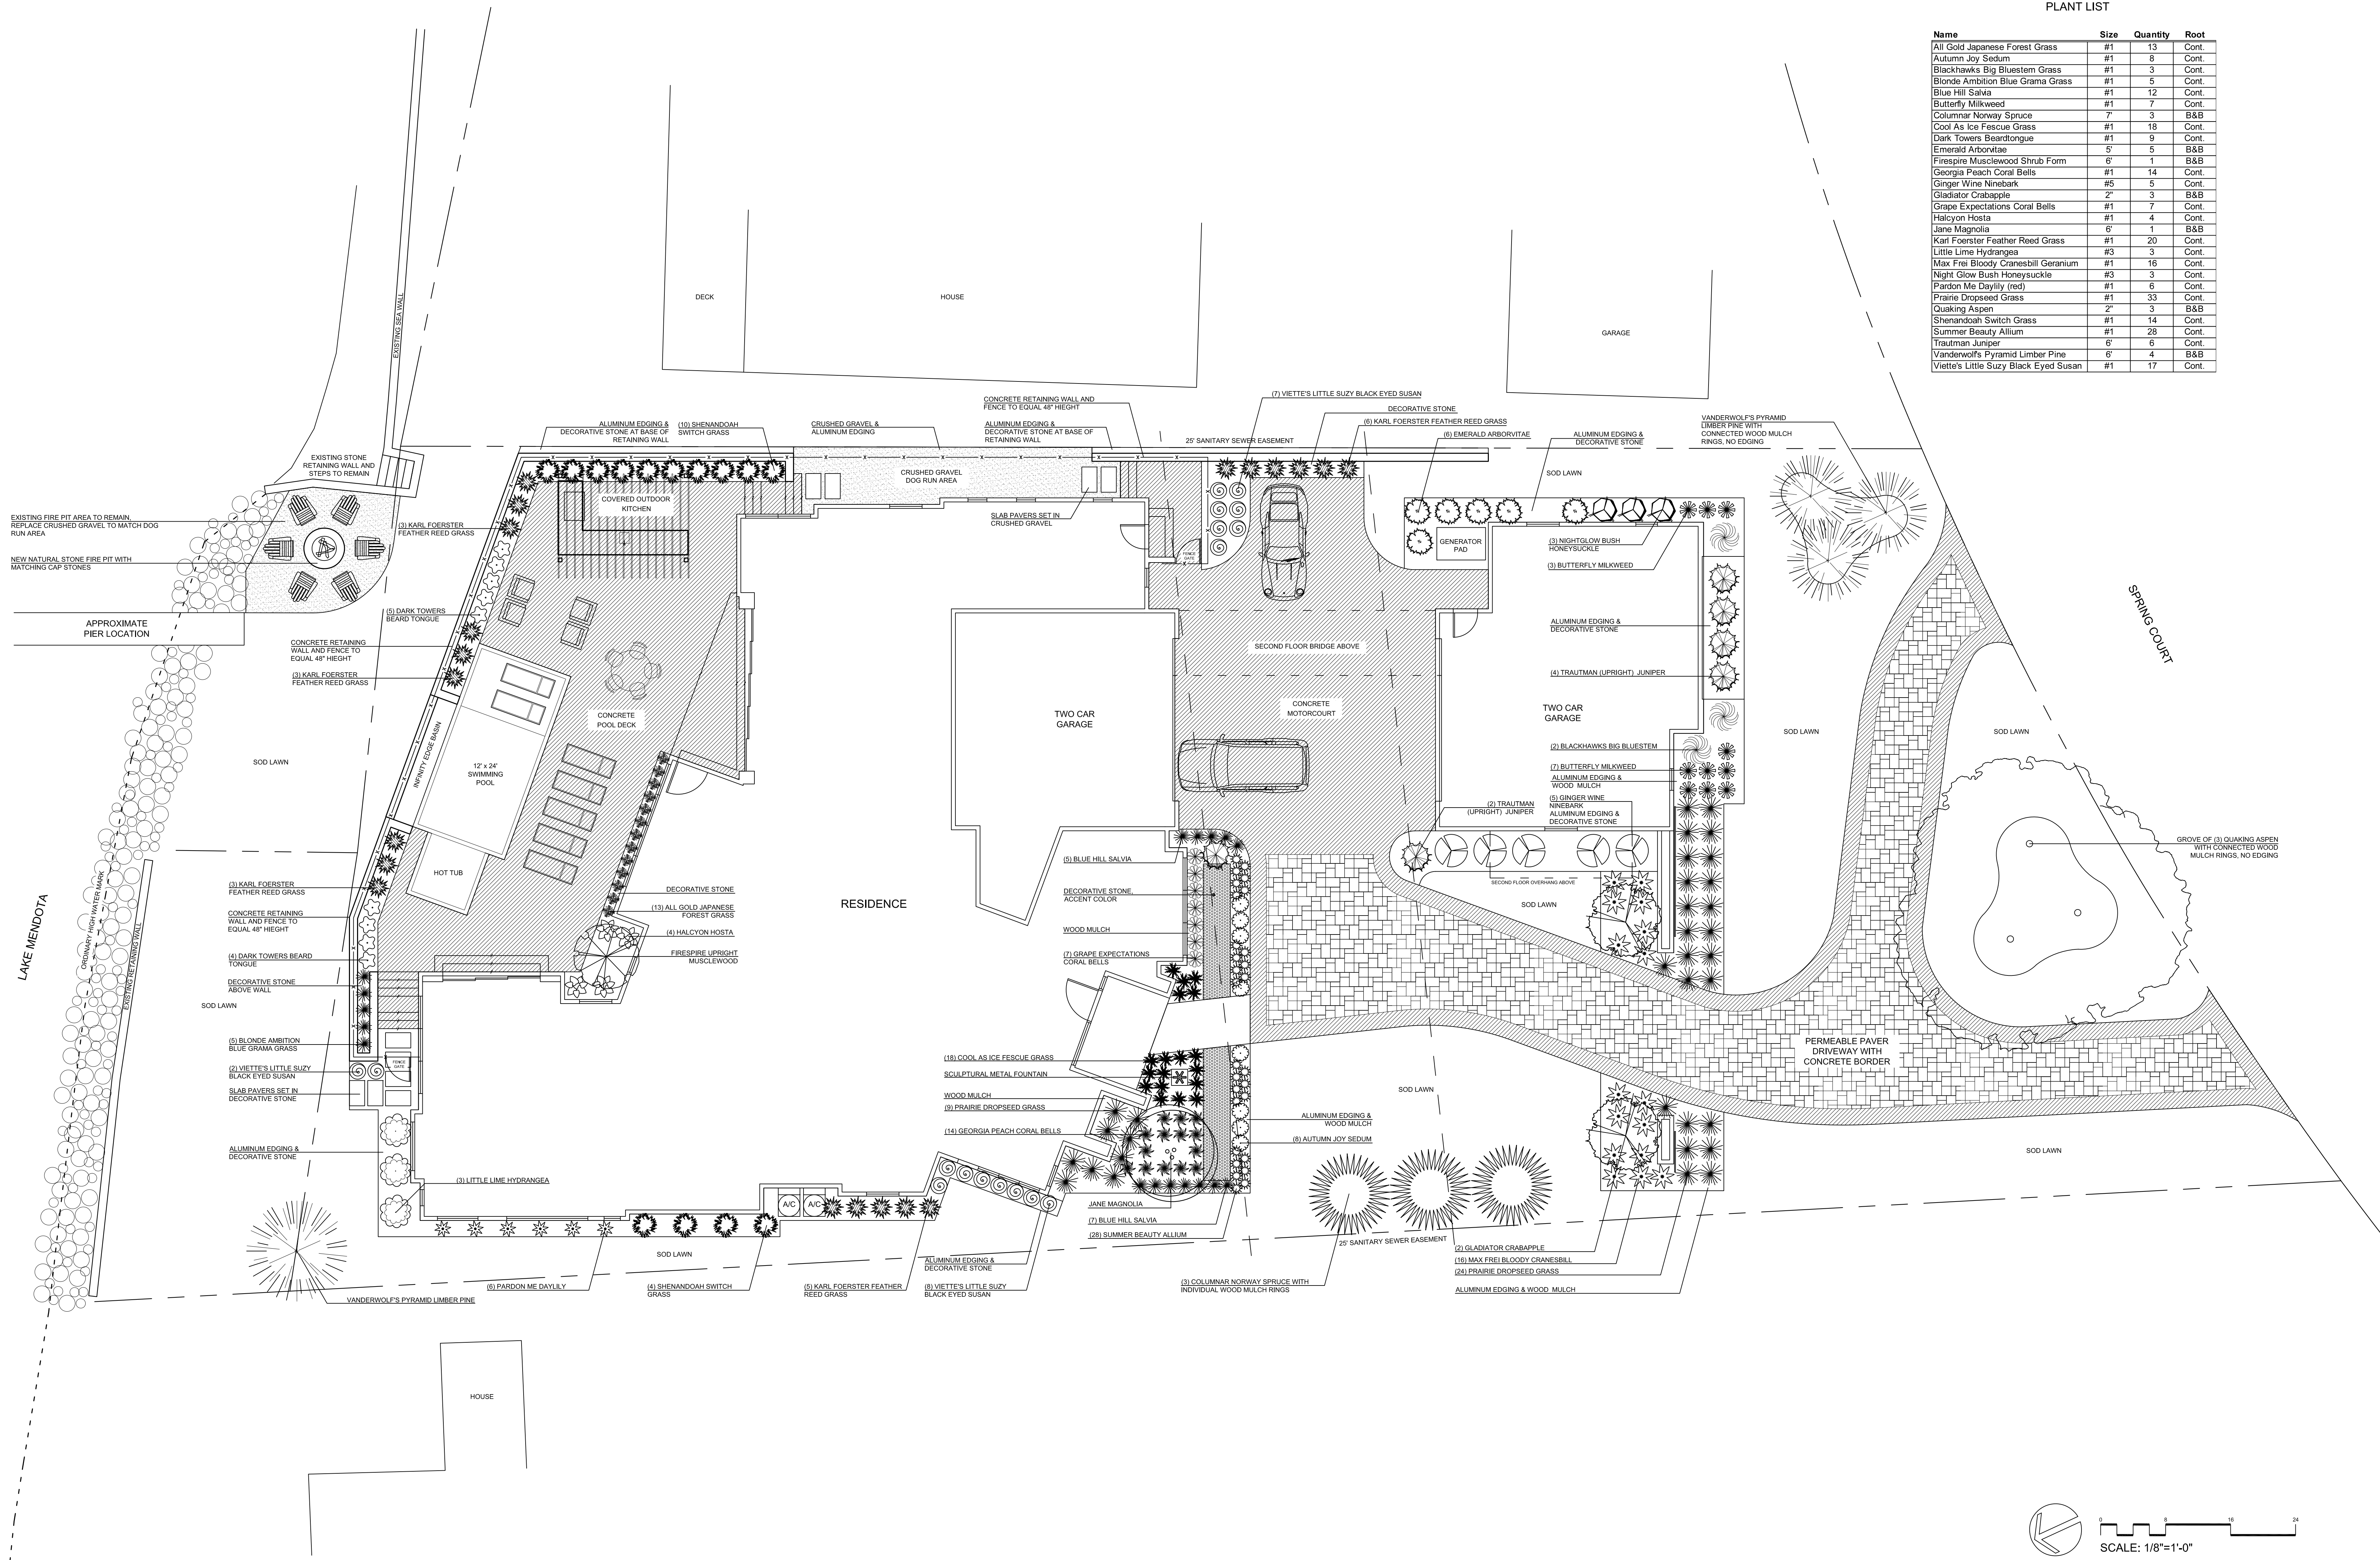 PLANT LIST
Name Size Quantity Root
All Gold Japanese Forest Grass #1 13 Cont.
Autumn Joy Sedum #1 8 Cont.
Blackhawks Big Bluestem Grass #1 3 Cont.
Blonde Ambition Blue Grama Grass #1 5 Cont.
Blue Hill Salvia #1 12 Cont.
Butterfly Milkweed #1 7 Cont.
Columnar Norway Spruce 7' 3 B&B
Cool As Ice Fescue Grass #1 18 Cont.
Dark Towers Beardtongue #1 9 Cont.
Emerald Arborvitae 5' 5 B&B
Firespire Musclewood Shrub Form 6' 1 B&B
Georgia Peach Coral Bells #1 14 Cont.
Ginger Wine Ninebark #5 5 Cont.
Gladiator Crabapple 2" 3 B&B
Grape Expectations Coral Bells #1 7 Cont.
Halcyon Hosta #1 4 Cont.
Jane Magnolia 6' 1 B&B
Karl Foerster Feather Reed Grass #1 20 Cont.
Little Lime Hydrangea #3 3 Cont.
Max Frei Bloody Cranesbill Geranium #1 16 Cont.
Night Glow Bush Honeysuckle #3 3 Cont.
Pardon Me Daylily (red) #1 6 Cont.
Prairie Dropseed Grass #1 33 Cont.
Quaking Aspen 2" 3 B&B
Shenandoah Switch Grass #1 14 Cont.
Summer Beauty Allium #1 28 Cont.
Trautman Juniper 6' 6 Cont.
Vanderwolf's Pyramid Limber Pine 6' 4 B&B
Viette's Little Suzy Black Eyed Susan #1 17 Cont.
DECK
HOUSE
GARAGE
EXISTING SEA WALL
EXISTING STONE
RETAINING WALL AND
STEPS TO REMAIN
EXISTING FIRE PIT AREA TO REMAIN,
REPLACE CRUSHED GRAVEL TO MATCH DOG
RUN AREA
NEW NATURAL STONE FIRE PIT WITH
MATCHING CAP STONES
APPROXIMATE
PIER LOCATION
ALUMINUM EDGING &
DECORATIVE STONE AT BASE OF
RETAINING WALL
(10) SHENANDOAH
SWITCH GRASS
CRUSHED GRAVEL &
ALUMINUM EDGING
CONCRETE RETAINING WALL AND
FENCE TO EQUAL 48" HIEGHT
ALUMINUM EDGING &
DECORATIVE STONE AT BASE OF
RETAINING WALL
(7) VIETTE'S LITTLE SUZY BLACK EYED SUSAN
DECORATIVE STONE
(6) KARL FOERSTER FEATHER REED GRASS
(6) EMERALD ARBORVITAE
25' SANITARY SEWER EASEMENT
ALUMINUM EDGING &
DECORATIVE STONE
SOD LAWN
VANDERWOLF'S PYRAMID
LIMBER PINE WITH
CONNECTED WOOD MULCH
RINGS, NO EDGING
COVERED OUTDOOR
KITCHEN
CRUSHED GRAVEL
DOG RUN AREA
SLAB PAVERS SET IN
CRUSHED GRAVEL
FENCE
GATE
GENERATOR
PAD
(3) NIGHTGLOW BUSH
HONEYSUCKLE
(3) BUTTERFLY MILKWEED
(3) KARL FOERSTER
FEATHER REED GRASS
(5) DARK TOWERS
BEARD TONGUE
CONCRETE RETAINING
WALL AND FENCE TO
EQUAL 48" HIEGHT
(3) KARL FOERSTER
FEATHER REED GRASS
INFINITY EDGE BASIN
12' x 24'
SWIMMING
POOL
HOT TUB
CONCRETE
POOL DECK
SECOND FLOOR BRIDGE ABOVE
CONCRETE
MOTORCOURT
TWO CAR
GARAGE
TWO CAR
GARAGE
ALUMINUM EDGING &
DECORATIVE STONE
(4) TRAUTMAN (UPRIGHT) JUNIPER
(2) BLACKHAWKS BIG BLUESTEM
(7) BUTTERFLY MILKWEED
ALUMINUM EDGING &
WOOD MULCH
(5) GINGER WINE
NINEBARK
ALUMINUM EDGING &
DECORATIVE STONE
(2) TRAUTMAN
(UPRIGHT) JUNIPER
SECOND FLOOR OVERHANG ABOVE
SOD LAWN
SOD LAWN
SOD LAWN
SPRING COURT
GROVE OF (3) QUAKING ASPEN
WITH CONNECTED WOOD
MULCH RINGS, NO EDGING
SOD LAWN
LAKE MENDOTA
ORDINARY HIGH WATER MARK
EXISTING RETAINING WALL
(3) KARL FOERSTER
FEATHER REED GRASS
CONCRETE RETAINING
WALL AND FENCE TO
EQUAL 48" HIEGHT
(4) DARK TOWERS BEARD
TONGUE
DECORATIVE STONE
ABOVE WALL
SOD LAWN
(5) BLONDE AMBITION
BLUE GRAMA GRASS
(2) VIETTE'S LITTLE SUZY
BLACK EYED SUSAN
SLAB PAVERS SET IN
DECORATIVE STONE
FENCE
GATE
ALUMINUM EDGING &
DECORATIVE STONE
(3) LITTLE LIME HYDRANGEA
DECORATIVE STONE
(13) ALL GOLD JAPANESE
FOREST GRASS
(4) HALCYON HOSTA
FIRESPIRE UPRIGHT
MUSCLEWOOD
RESIDENCE
(5) BLUE HILL SALVIA
DECORATIVE STONE,
ACCENT COLOR
WOOD MULCH
(7) GRAPE EXPECTATIONS
CORAL BELLS
(18) COOL AS ICE FESCUE GRASS
SCULPTURAL METAL FOUNTAIN
WOOD MULCH
(9) PRAIRIE DROPSEED GRASS
(14) GEORGIA PEACH CORAL BELLS
ALUMINUM EDGING &
WOOD MULCH
(8) AUTUMN JOY SEDUM
SOD LAWN
PERMEABLE PAVER
DRIVEWAY WITH
CONCRETE BORDER
SOD LAWN
A/C
A/C
JANE MAGNOLIA
(7) BLUE HILL SALVIA
(28) SUMMER BEAUTY ALLIUM
25' SANITARY SEWER EASEMENT
(2) GLADIATOR CRABAPPLE
(16) MAX FREI BLOODY CRANESBILL
(24) PRAIRIE DROPSEED GRASS
ALUMINUM EDGING & WOOD MULCH
SOD LAWN
ALUMINUM EDGING &
DECORATIVE STONE
(6) PARDON ME DAYLILY
(4) SHENANDOAH SWITCH
GRASS
(5) KARL FOERSTER FEATHER
REED GRASS
(8) VIETTE'S LITTLE SUZY
BLACK EYED SUSAN
(3) COLUMNAR NORWAY SPRUCE WITH
INDIVIDUAL WOOD MULCH RINGS
VANDERWOLF'S PYRAMID LIMBER PINE
HOUSE
0 8 16 24
SCALE: 1/8"=1'-0"